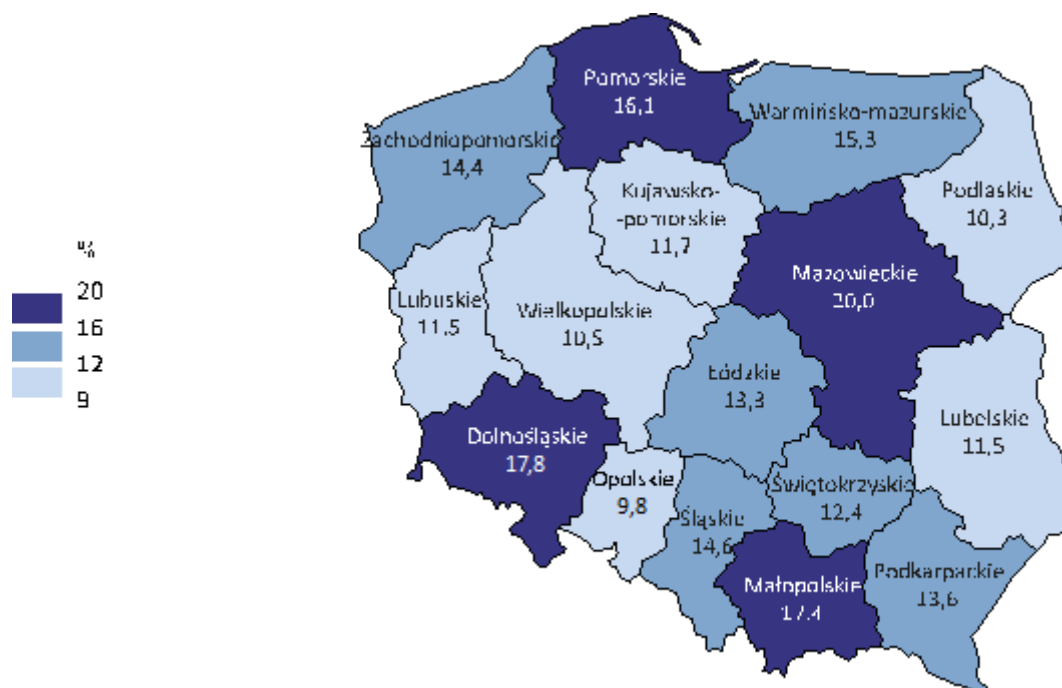 %
20
16
12
9
Pomorskie
16,1
Warmińsko-mazurskie
15,3
Zachodniopomorskie
14,4
Kujawsko-
-pomorskie
11,7
Podlaskie
10,3
Mazowieckie
20,0
Lubuskie
11,5
Wielkopolskie
10,5
Łódzkie
13,3
Lubelskie
11,5
Dolnośląskie
17,8
Opolskie
9,8
Śląskie
14,6
Świętokrzyskie
12,4
Małopolskie
17,4
Podkarpackie
13,6